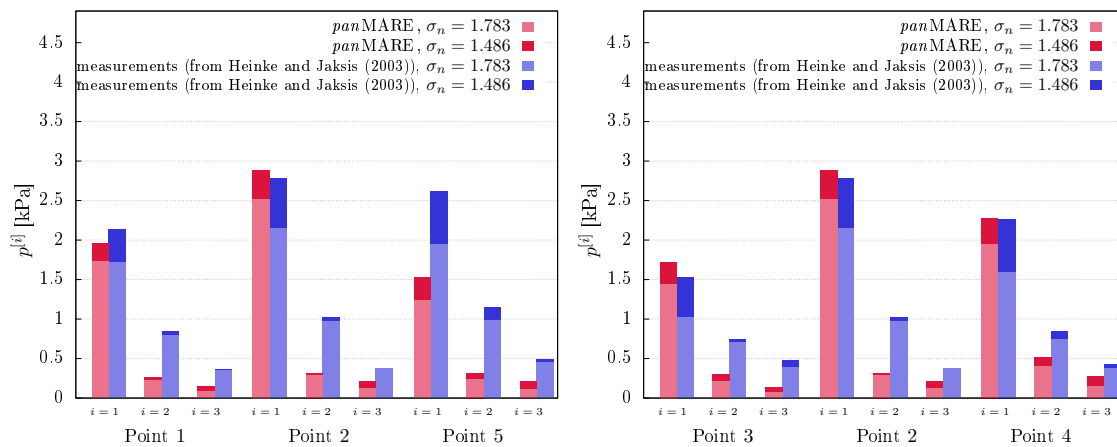 panMARE, σn = 1.783
panMARE, σn = 1.486
measurements (from Heinke and Jaksis (2003)), σn = 1.783
measurements (from Heinke and Jaksis (2003)), σn = 1.486
p[i] [kPa]
4.5
4
3.5
3
2.5
2
1.5
1
0.5
0
i = 1 i = 2 i = 3 i = 1 i = 2 i = 3 i = 1 i = 2 i = 3
Point 1 Point 2 Point 5
panMARE, σn = 1.783
panMARE, σn = 1.486
measurements (from Heinke and Jaksis (2003)), σn = 1.783
measurements (from Heinke and Jaksis (2003)), σn = 1.486
p[i] [kPa]
4.5
4
3.5
3
2.5
2
1.5
1
0.5
0
i = 1 i = 2 i = 3 i = 1 i = 2 i = 3 i = 1 i = 2 i = 3
Point 3 Point 2 Point 4